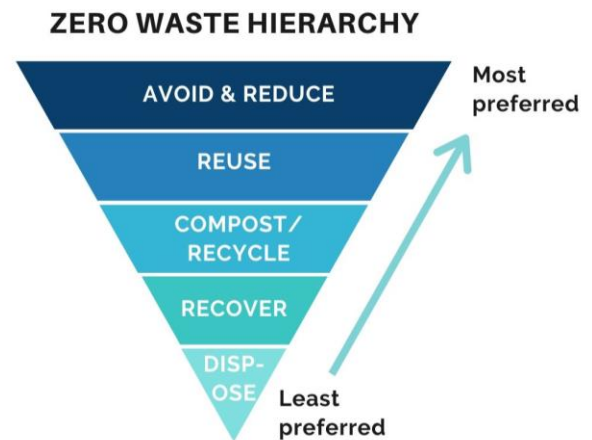 ZERO WASTE HIERARCHY
Most
preferred
AVOID & REDUCE
REUSE
COMPOST/
RECYCLE
RECOVER
DISP-
OSE
Least
preferred